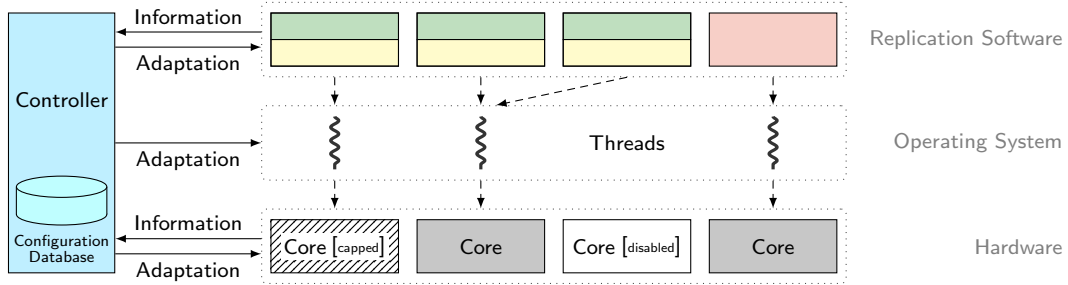 Information
Adaptation
Replication Software
Controller
Threads
Adaptation
Operating System
Configuration
Database
Information
Adaptation
Core [capped]
Core
Core [disabled]
Core
Hardware